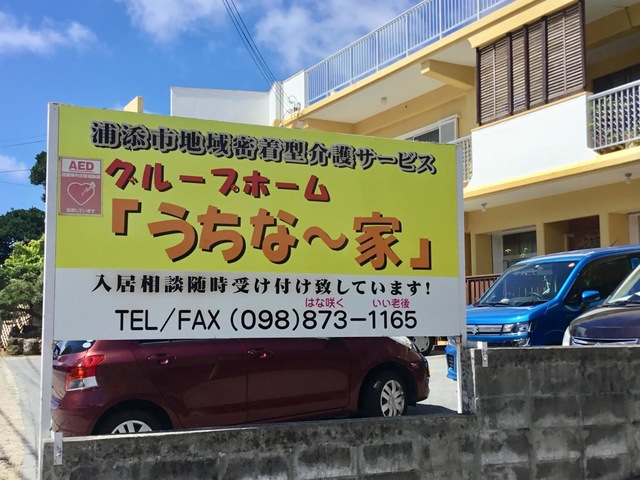 浦添市地域密着型介護サービス
AED
グループホーム
「うちな〜家」
入居相談随時受け付け致しています!
はな咲く いい老後
TEL/FAX (098)873-1165